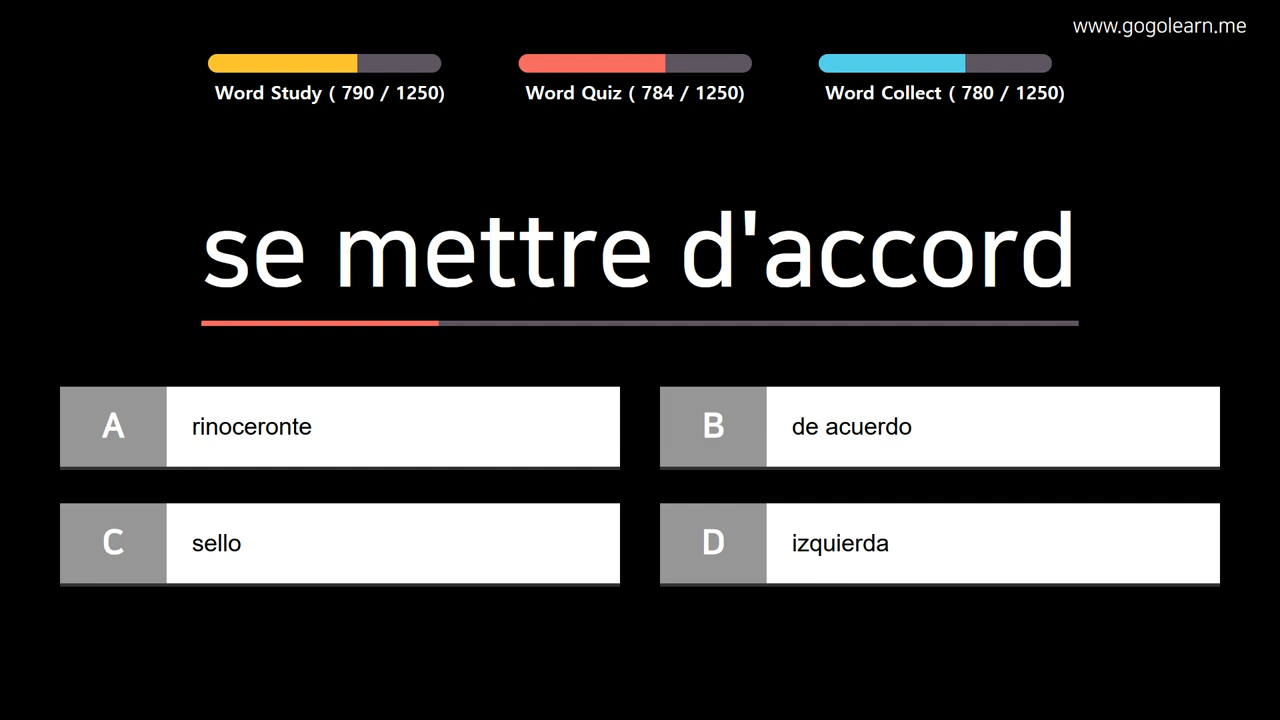 www.gogolearn.me
Word Study ( 790 / 1250)
Word Quiz ( 784 / 1250)
Word Collect ( 780 / 1250)
se mettre d'accord
A rinoceronte
B de acuerdo
C sello
D izquierda